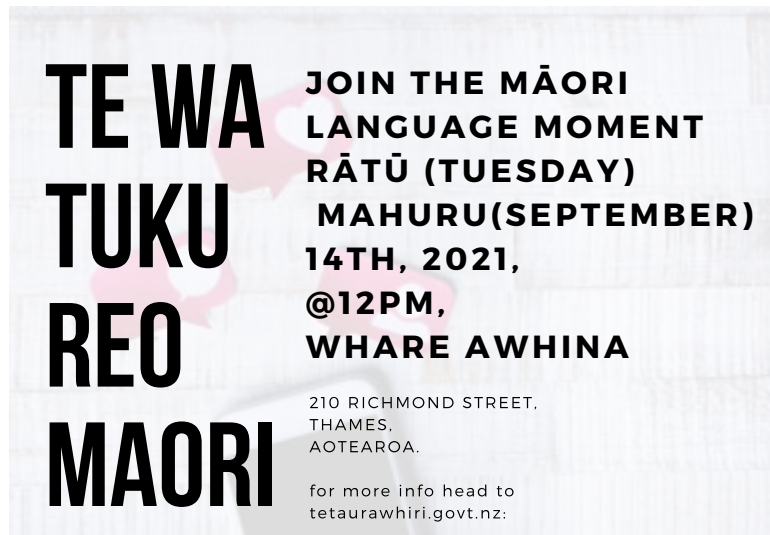 TE WA
TUKU
REO
MAORI
JOIN THE MĀORI
LANGUAGE MOMENT
RĀTŪ (TUESDAY)
MAHURU(SEPTEMBER)
14TH, 2021,
@12PM,
WHARE AWHINA
210 RICHMOND STREET,
THAMES,
AOTEAROA.
for more info head to
tetaurawhiri.govt.nz: